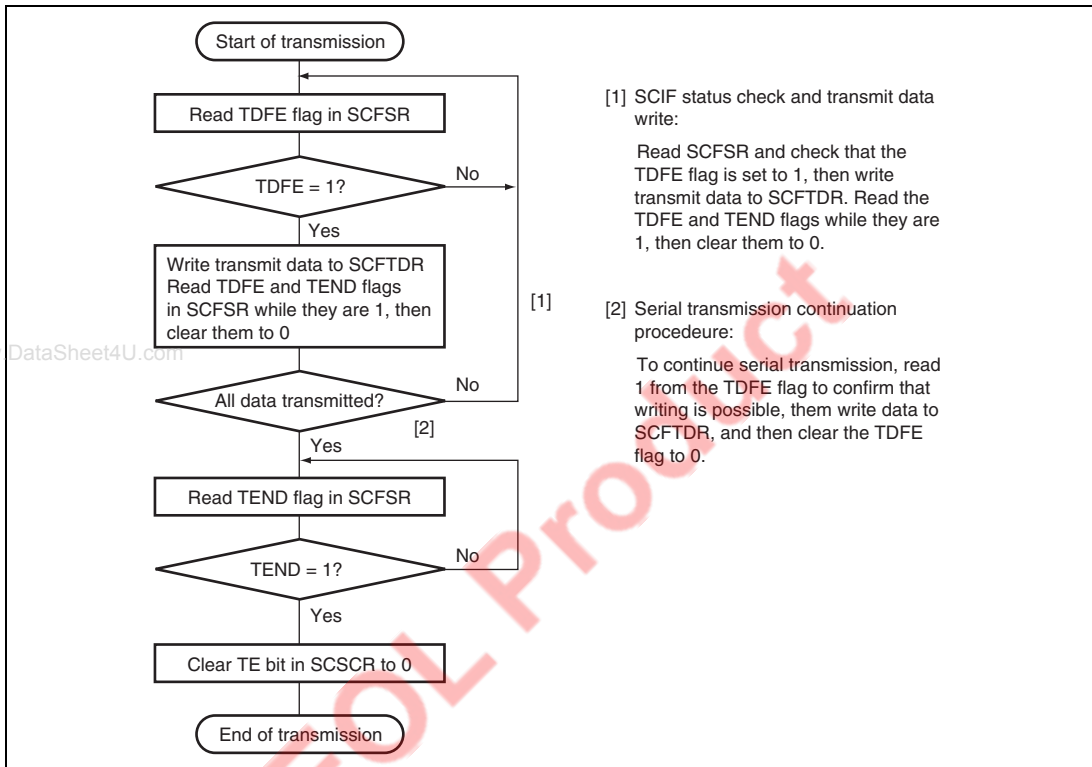 Start of transmission
Read TDFE flag in SCFSR
TDFE = 1?
No
Yes
Write transmit data to SCFTDR
Read TDFE and TEND flags
in SCFSR while they are 1, then
clear them to 0
[1]
All data transmitted?
No
[2]
Yes
Read TEND flag in SCFSR
TEND = 1?
No
Yes
Clear TE bit in SCSCR to 0
End of transmission
[1] SCIF status check and transmit data
write:
Read SCFSR and check that the
TDFE flag is set to 1, then write
transmit data to SCFTDR. Read the
TDFE and TEND flags while they are
1, then clear them to 0.
[2] Serial transmission continuation
procedeure:
To continue serial transmission, read
1 from the TDFE flag to confirm that
writing is possible, them write data to
SCFTDR, and then clear the TDFE
flag to 0.
DataSheet4U.com
EOL Product